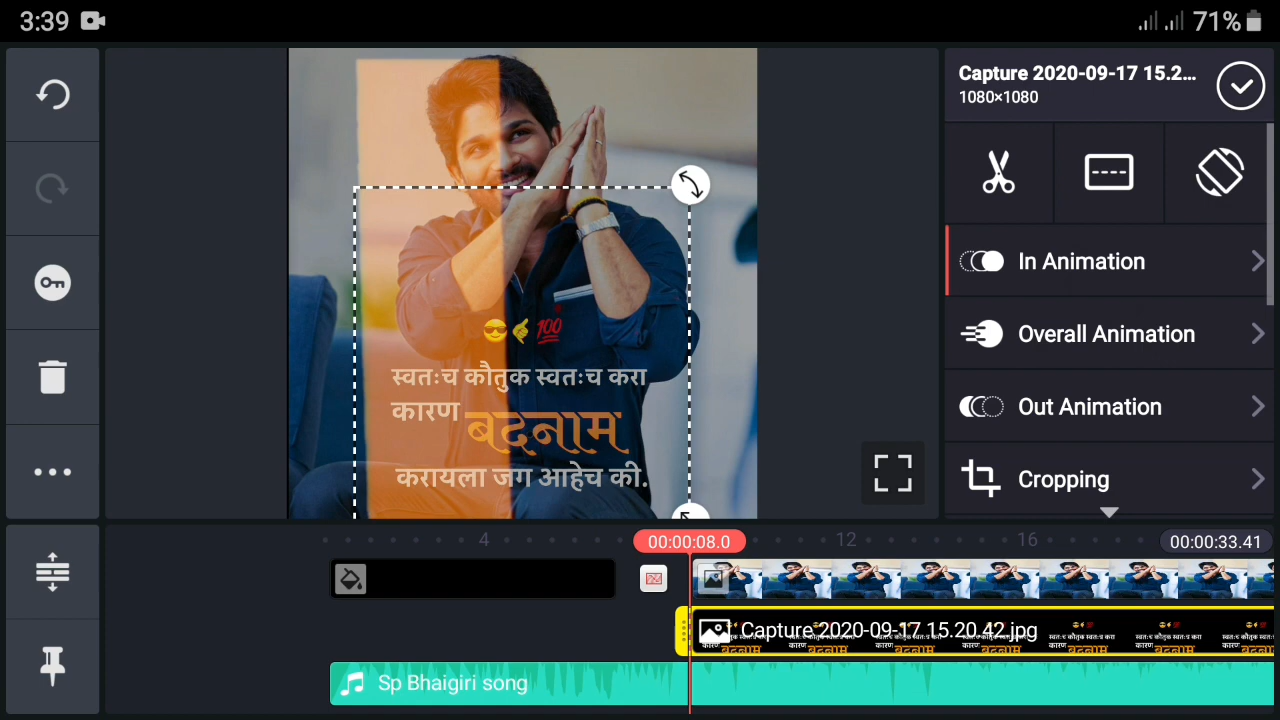 3:39
71%
Capture 2020-09-17 15.2...
1080×1080
In Animation
Overall Animation
Out Animation
Cropping
💯
स्वतःच कौतुक स्वतःच करा
कारण बदनाम
करायला जग आहेच की.
4
00:00:08.0
12
16
00:00:33.41
Capture 2020-09-17 15.20.42.jpg
Sp Bhaigiri song